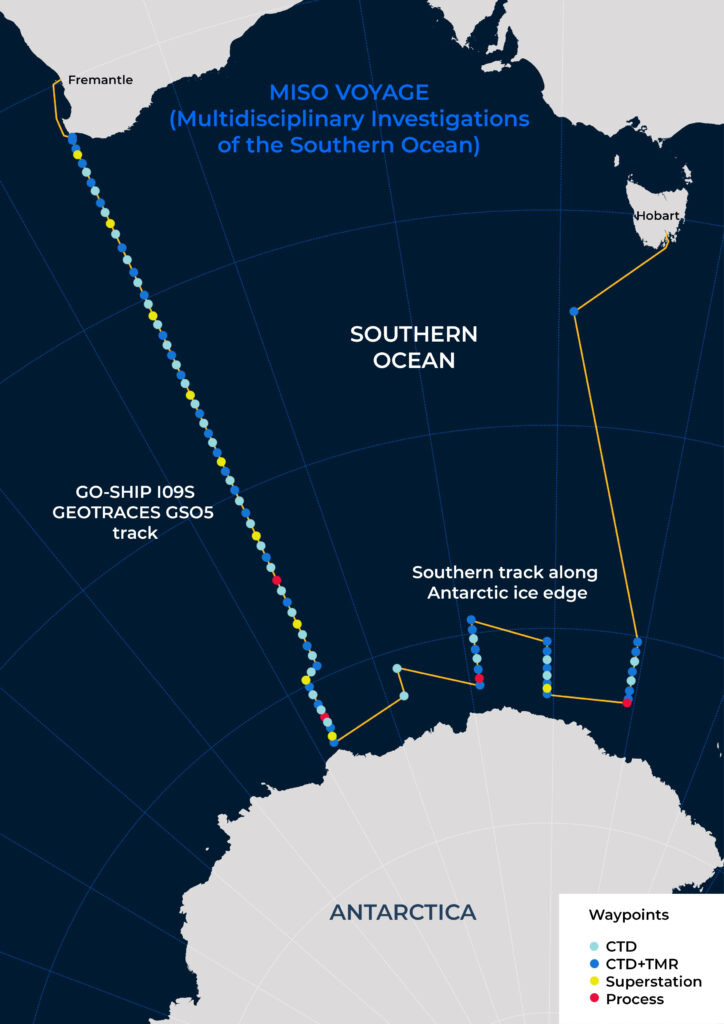 Fremantle
MISO VOYAGE
(Multidisciplinary Investigations
of the Southern Ocean)
Hobart
SOUTHERN
OCEAN
GO-SHIP I09S
GEOTRACES GS05
track
Southern track along
Antarctic ice edge
ANTARCTICA
Waypoints
CTD
CTD+TMR
Superstation
Process